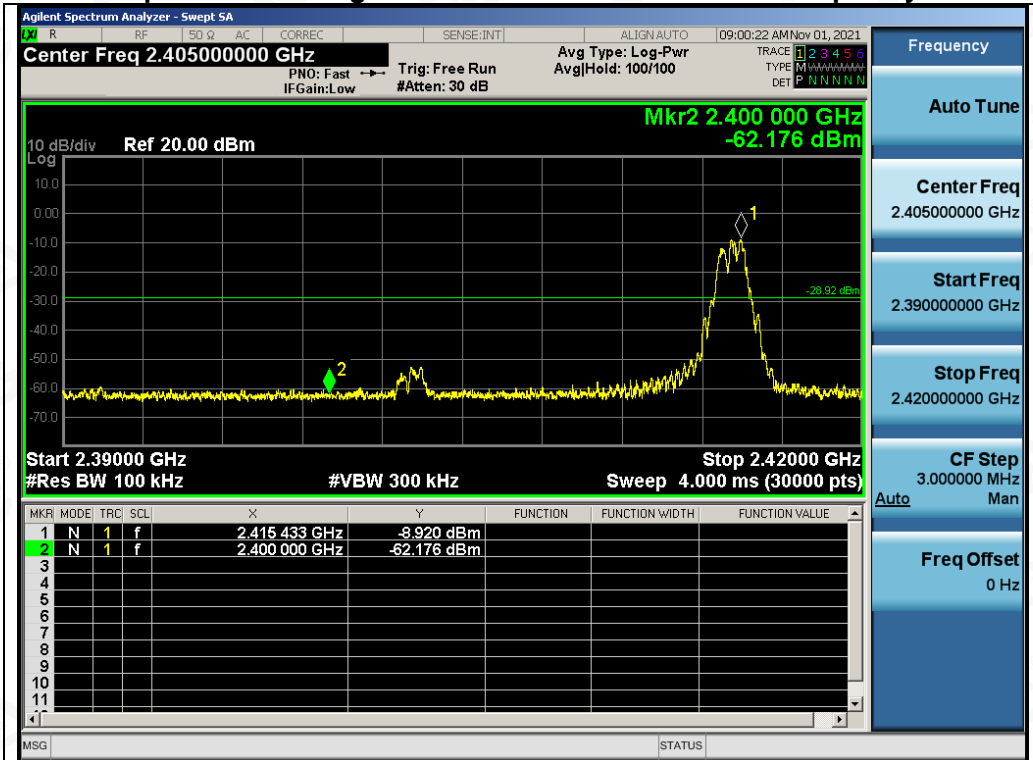 Agilent Spectrum Analyzer - Swept SA
LXI R RF 50 Ω AC CORREC SENSE:INT ALIGN AUTO 09:00:22 AM Nov 01, 2021
Center Freq 2.405000000 GHz
PNO: Fast
IFGain:Low
Trig: Free Run
#Atten: 30 dB
Avg Type: Log-Pwr
Avg|Hold: 100/100
TRACE 1 2 3 4 5 6
TYPE M W W W W W
DET P N N N N N
Mkr2 2.400 000 GHz
-62.176 dBm
10 dB/div Ref 20.00 dBm
Log
10.0
0.00
-10.0
-20.0
-30.0
-40.0
-50.0
-60.0
-70.0
1
-28.92 dBm
2
Start 2.39000 GHz Stop 2.42000 GHz
#Res BW 100 kHz #VBW 300 kHz Sweep 4.000 ms (30000 pts)
MKR MODE TRC SCL X Y FUNCTION FUNCTION WIDTH FUNCTION VALUE
1 N 1 f 2.415 433 GHz -8.920 dBm
2 N 1 f 2.400 000 GHz -62.176 dBm
3
4
5
6
7
8
9
10
11
MSG STATUS
Frequency
Auto Tune
Center Freq
2.405000000 GHz
Start Freq
2.390000000 GHz
Stop Freq
2.420000000 GHz
CF Step
3.000000 MHz
Auto Man
Freq Offset
0 Hz